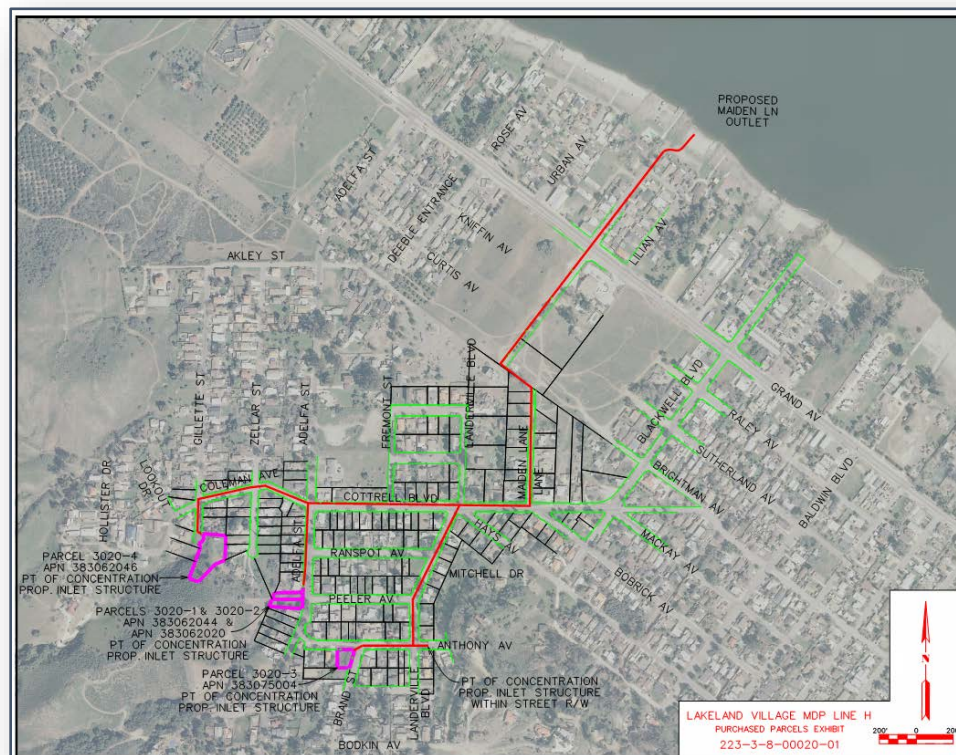 PROPOSED
MAIDEN LN
OUTLET
ROSE AV
URBAN AV
ADELFA ST
DEEBLE ENTRANCE
KNIFFIN AV
LILIAN AV
CURTIS AV
AKLEY ST
GILLETTE ST
ZELLAR ST
ADELFA ST
FREMONT ST
LANDERVILLE BLVD
MAIDEN LANE
LANE
BLACKWELL BLVD
GRAND AV
RALEY AV
SUTHERLAND AV
BRIGHTMAN AV
BALDWIN BLVD
HOLLISTER DR
LOOKOUT
DR
COLEMAN AVE
COTTRELL BLVD
HAYS AV
MACKAY AV
RANSPOT AV
MITCHELL DR
BOBRICK AV
ADELFA ST
PEELER AV
PARCEL 3020-4
APN 383062046
PT OF CONCENTRATION
PROP. INLET STRUCTURE
PARCELS 3020-1 & 3020-2
APN 383062044 &
APN 383062020
PT OF CONCENTRATION
PROP. INLET STRUCTURE
ANTHONY AV
PARCEL 3020-3
APN 383075004
PT OF CONCENTRATION
PROP. INLET STRUCTURE
BRAND ST
LANDERVILLE
BLVD
PT OF CONCENTRATION
PROP. INLET STRUCTURE
WITHIN STREET R/W
BODKIN AV
N
LAKELAND VILLAGE MDP LINE H
PURCHASED PARCELS EXHIBIT
223-3-8-00020-01
200' 0 200'